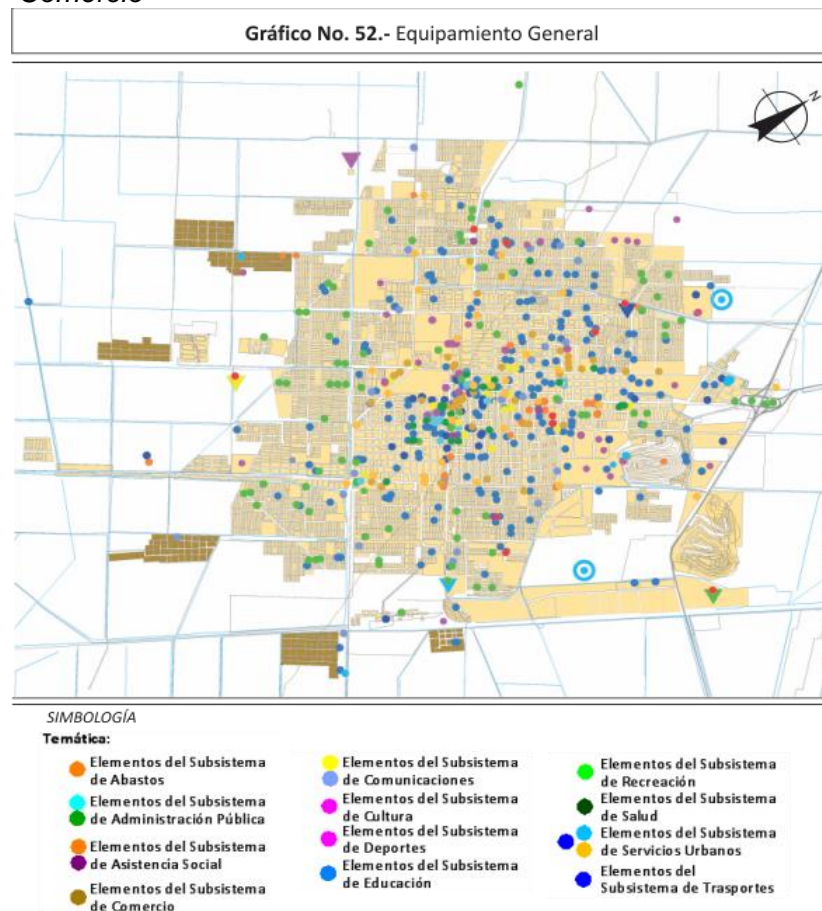 Comercio
Gráfico No. 52.- Equipamiento General
N
SIMBOLOGÍA
Temática:
Elementos del Subsistema
de Abastos
Elementos del Subsistema
de Administración Pública
Elementos del Subsistema
de Asistencia Social
Elementos del Subsistema
de Comercio
Elementos del Subsistema
de Comunicaciones
Elementos del Subsistema
de Cultura
Elementos del Subsistema
de Deportes
Elementos del Subsistema
de Educación
Elementos del Subsistema
de Recreación
Elementos del Subsistema
de Salud
Elementos del Subsistema
de Servicios Urbanos
Elementos del
Subsistema de Trasportes